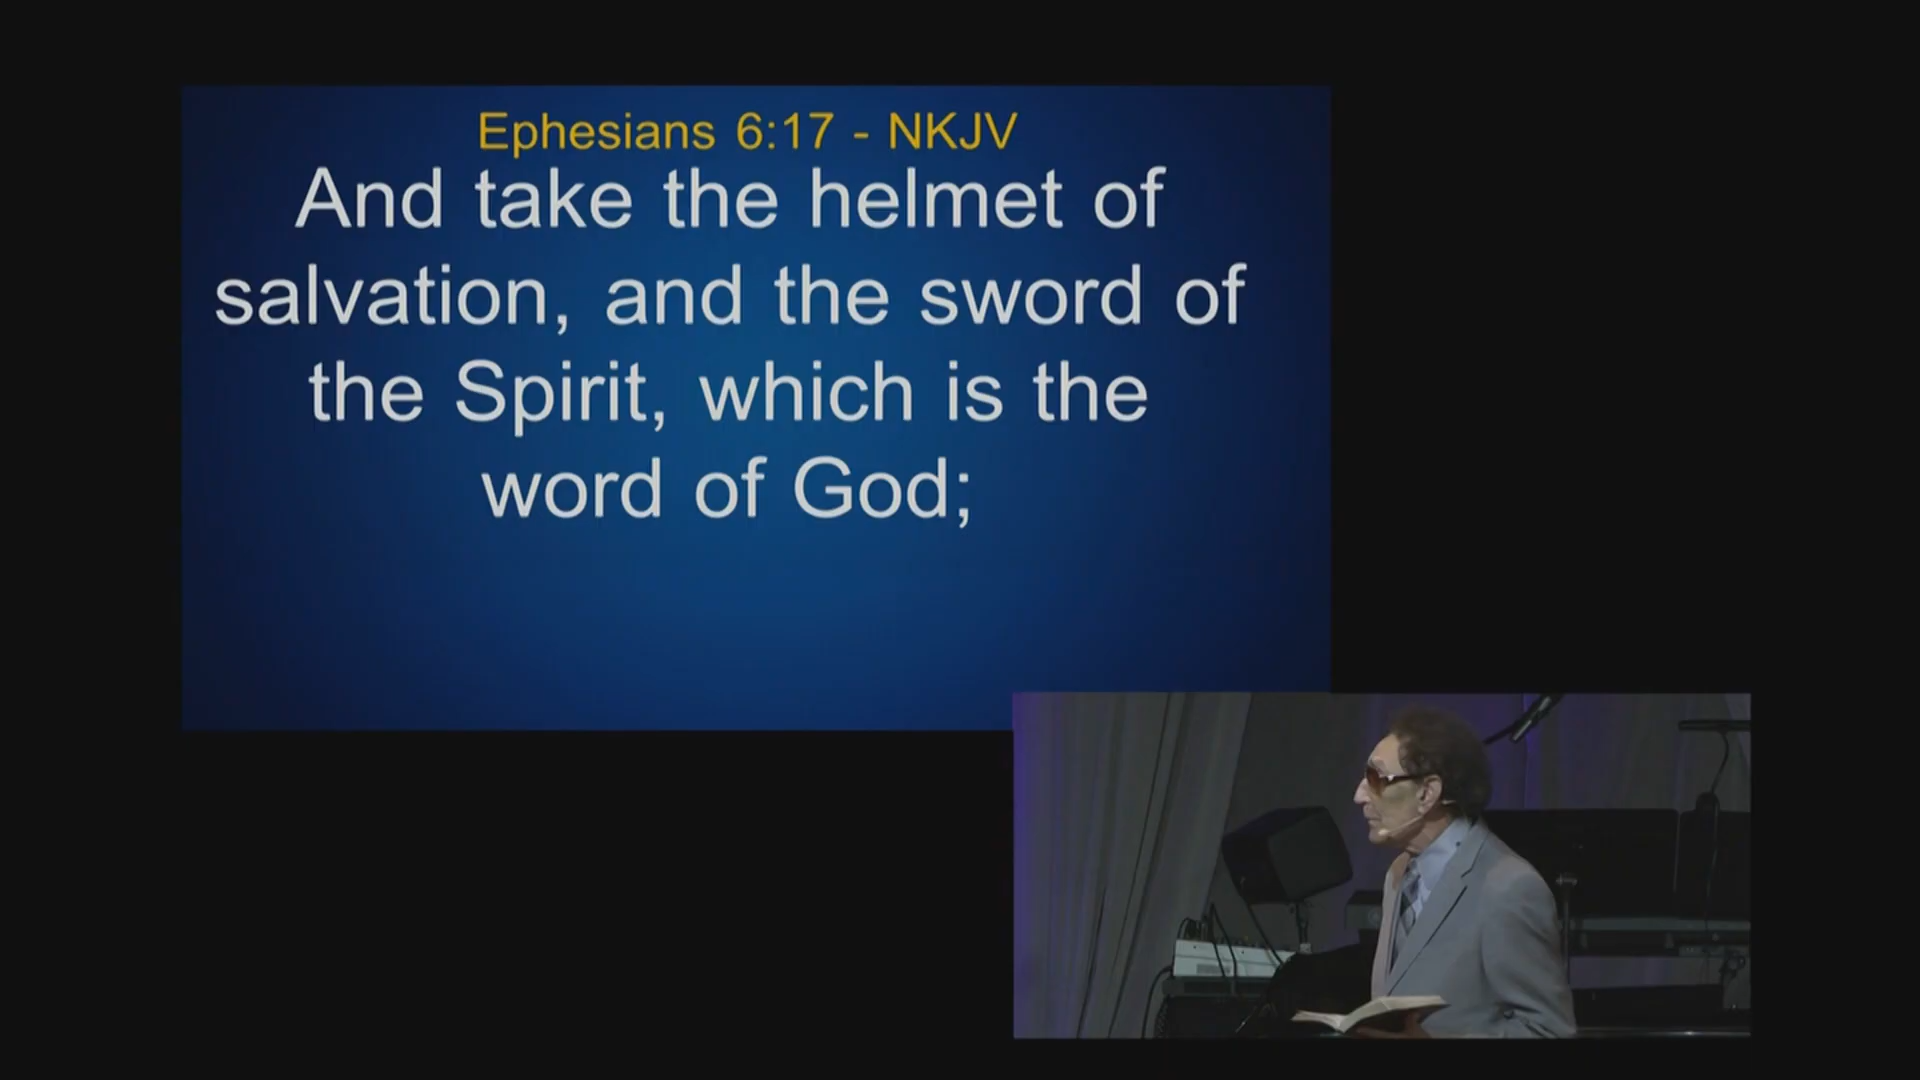 Ephesians 6:17 - NKJV
And take the helmet of
salvation, and the sword of
the Spirit, which is the
word of God;